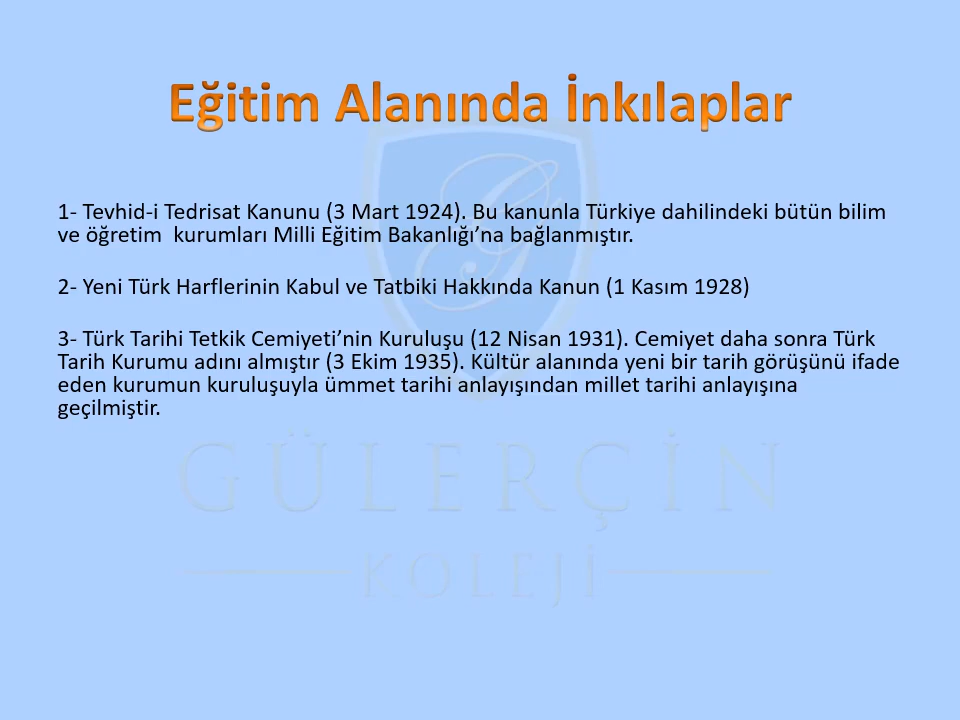 Eğitim Alanında İnkılaplar
1- Tevhid-i Tedrisat Kanunu (3 Mart 1924). Bu kanunla Türkiye dahilindeki bütün bilim
ve öğretim  kurumları Milli Eğitim Bakanlığı’na bağlanmıştır.
2- Yeni Türk Harflerinin Kabul ve Tatbiki Hakkında Kanun (1 Kasım 1928)
3- Türk Tarihi Tetkik Cemiyeti’nin Kuruluşu (12 Nisan 1931). Cemiyet daha sonra Türk
Tarih Kurumu adını almıştır (3 Ekim 1935). Kültür alanında yeni bir tarih görüşünü ifade
eden kurumun kuruluşuyla ümmet tarihi anlayışından millet tarihi anlayışına
geçilmiştir.
GÜLERÇİN
KOLEJİ